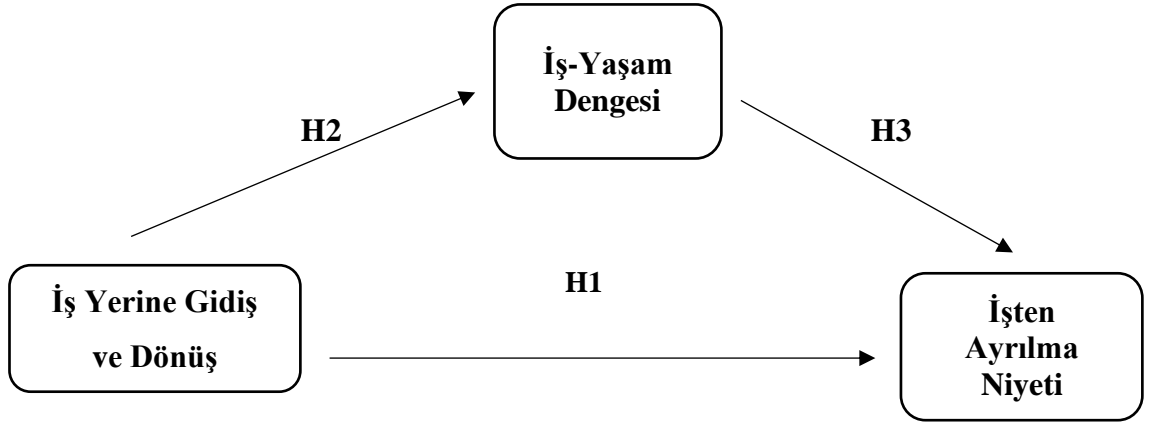 İş-Yaşam
Dengesi
H2
H3
H1
İş Yerine Gidiş
ve Dönüş
İşten
Ayrılma
Niyeti